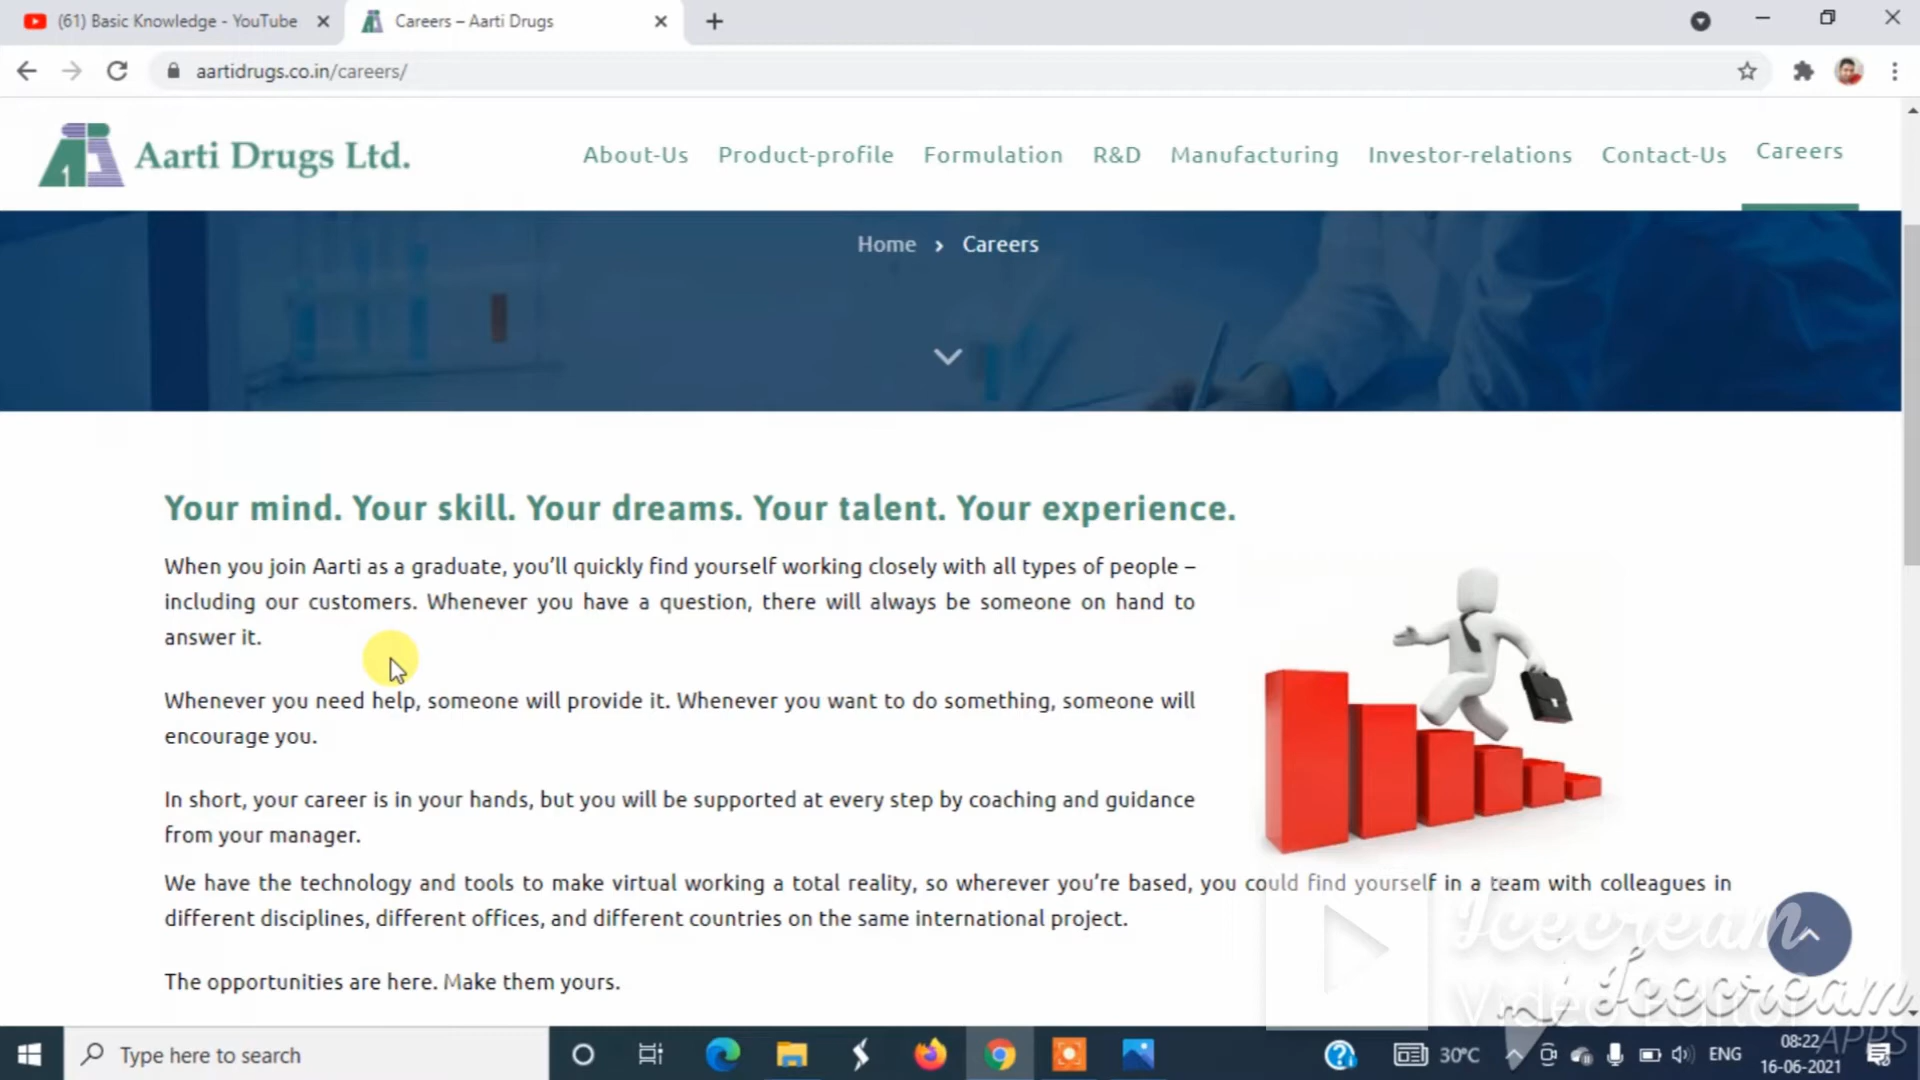 (61) Basic Knowledge - YouTube
Careers – Aarti Drugs
aartidrugs.co.in/careers/
Aarti Drugs Ltd.
About-Us
Product-profile
Formulation
R&D
Manufacturing
Investor-relations
Contact-Us
Careers
Home › Careers
Your mind. Your skill. Your dreams. Your talent. Your experience.
When you join Aarti as a graduate, you’ll quickly find yourself working closely with all types of people –
including our customers. Whenever you have a question, there will always be someone on hand to
answer it.
Whenever you need help, someone will provide it. Whenever you want to do something, someone will
encourage you.
In short, your career is in your hands, but you will be supported at every step by coaching and guidance
from your manager.
We have the technology and tools to make virtual working a total reality, so wherever you’re based, you could find yourself in a team with colleagues in
different disciplines, different offices, and different countries on the same international project.
The opportunities are here. Make them yours.
Icecream
Video Editor
Icecream
APPS
Type here to search
30°C
ENG
08:22
16-06-2021